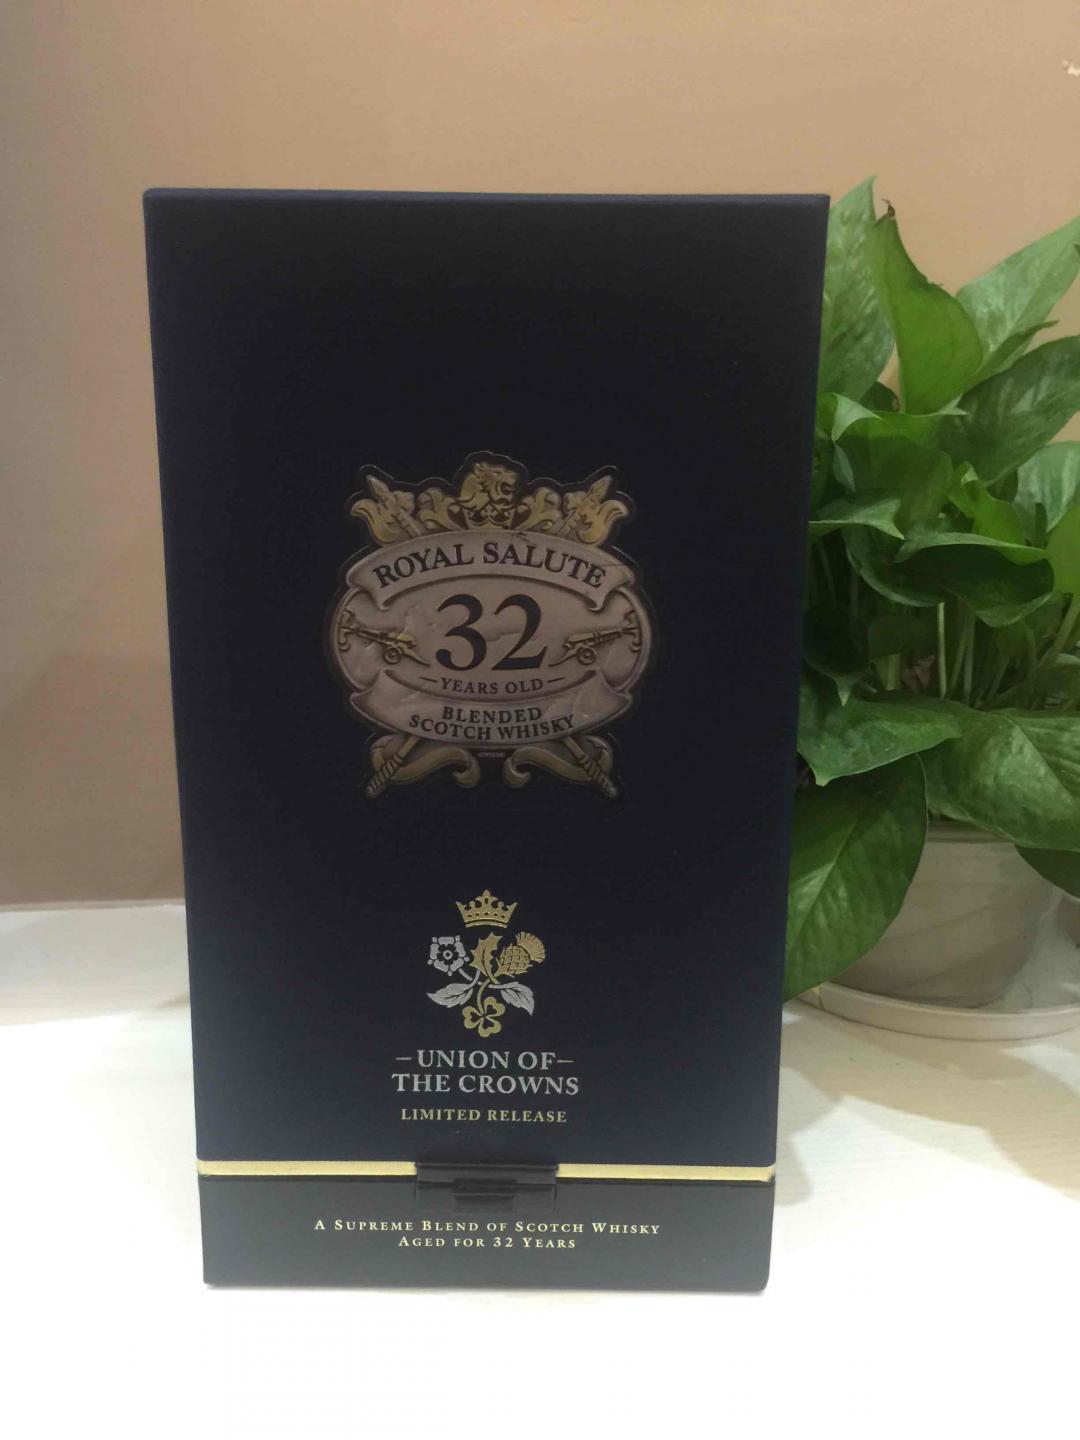 ROYAL SALUTE
32
YEARS OLD
BLENDED
SCOTCH WHISKY
UNION OF
THE CROWNS
LIMITED RELEASE
A SUPREME BLEND OF SCOTCH WHISKY
AGED FOR 32 YEARS